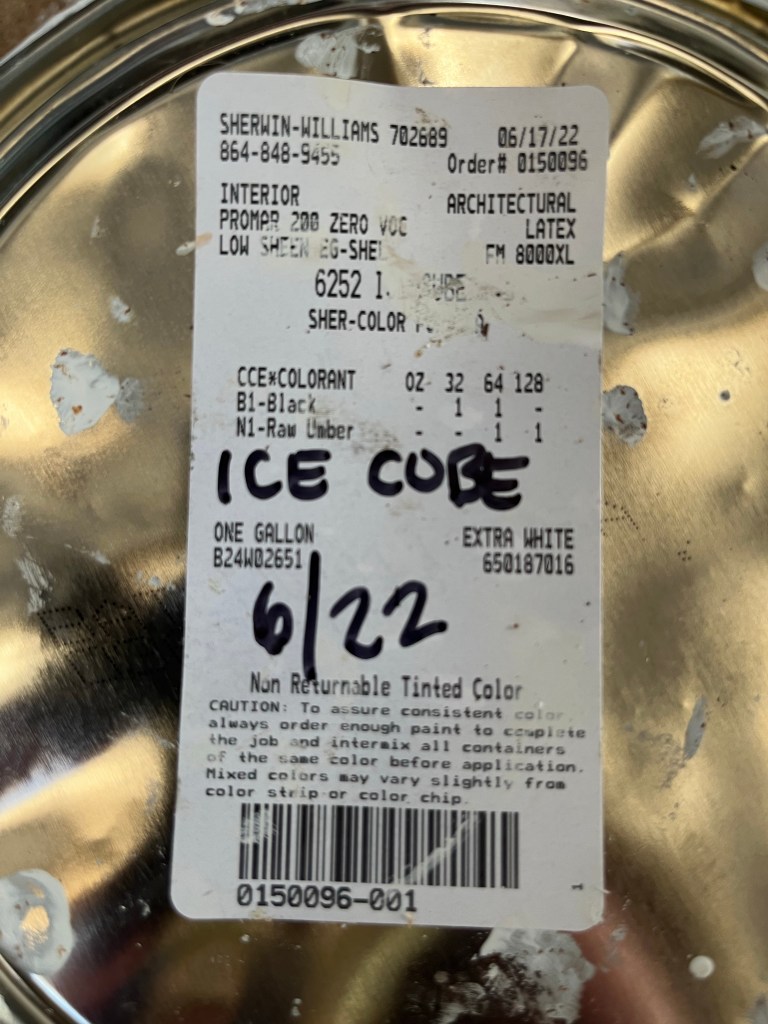 SHERWIN-WILLIAMS 702689 06/17/22
864-848-9455 Order# 0150096
INTERIOR ARCHITECTURAL
PROMAR 200 ZERO VOC LATEX
LOW SHEEN EG-SHEL FM 8000XL
6252
SHER-COLOR
CCE*COLORANT OZ 32 64 128
B1-Black - 1 1 -
N1-Raw Umber - - 1 1
ICE CUBE
ONE GALLON EXTRA WHITE
B24W02651 650187016
6/22
Non Returnable Tinted Color
CAUTION: To assure consistent color,
always order enough paint to complete
the job and intermix all containers
of the same color before application.
Mixed colors may vary slightly from
color strip or color chip.
0150096-001
1